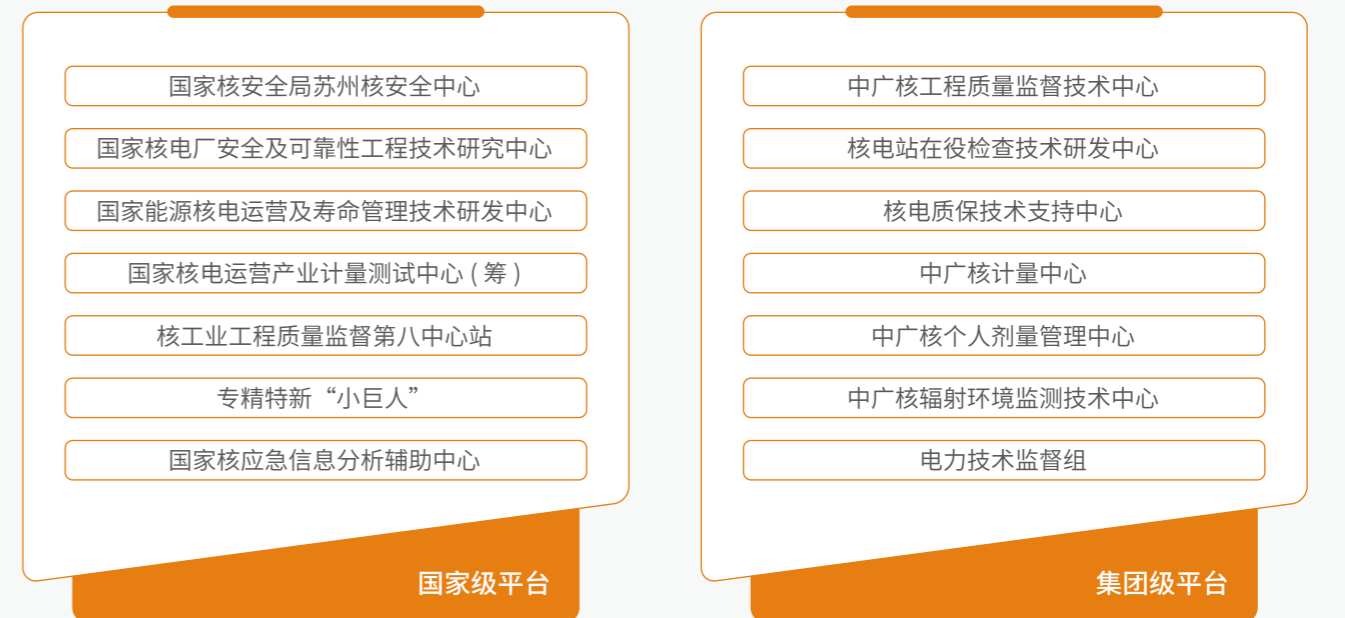 国家核安全局苏州核安全中心
国家核电厂安全及可靠性工程技术研究中心
国家能源核电运营及寿命管理技术研发中心
国家核电运营产业计量测试中心 ( 筹 )
核工业工程质量监督第八中心站
专精特新“小巨人”
国家核应急信息分析辅助中心
国家级平台
中广核工程质量监督技术中心
核电站在役检查技术研发中心
核电质保技术支持中心
中广核计量中心
中广核个人剂量管理中心
中广核辐射环境监测技术中心
电力技术监督组
集团级平台